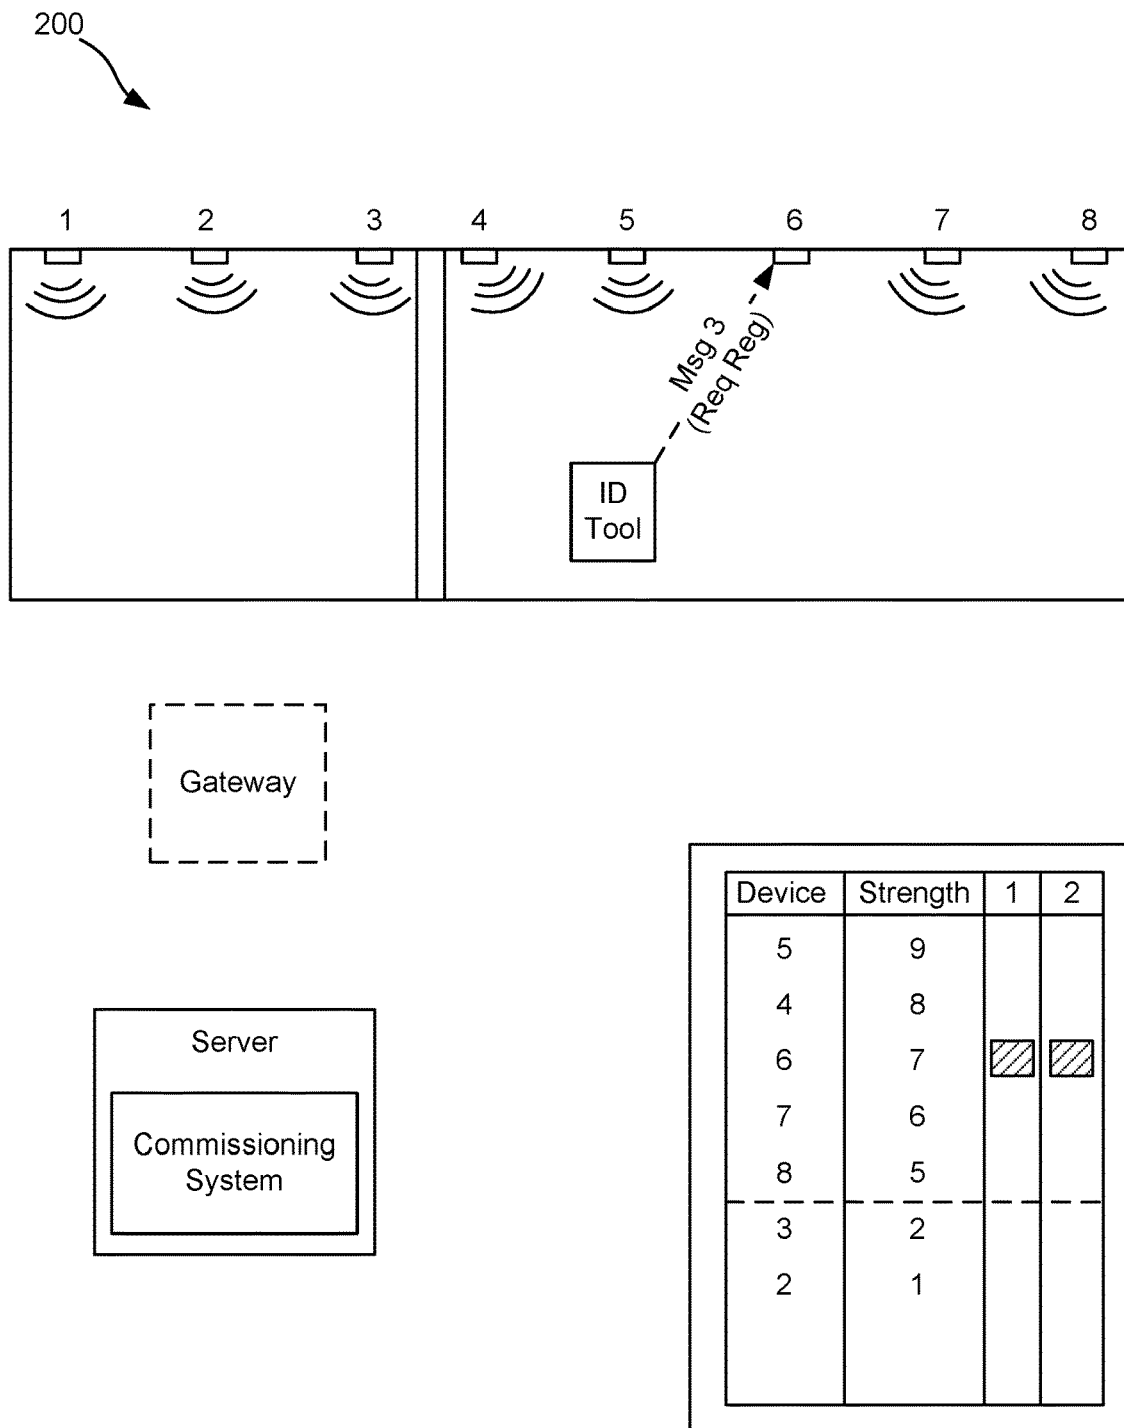 200
1 2 3 4 5 6 7 8
Msg 3
(Req Reg)
ID
Tool
Gateway
Server
Commissioning
System
Device Strength 1 2
5 9
4 8
6 7
7 6
8 5
3 2
2 1